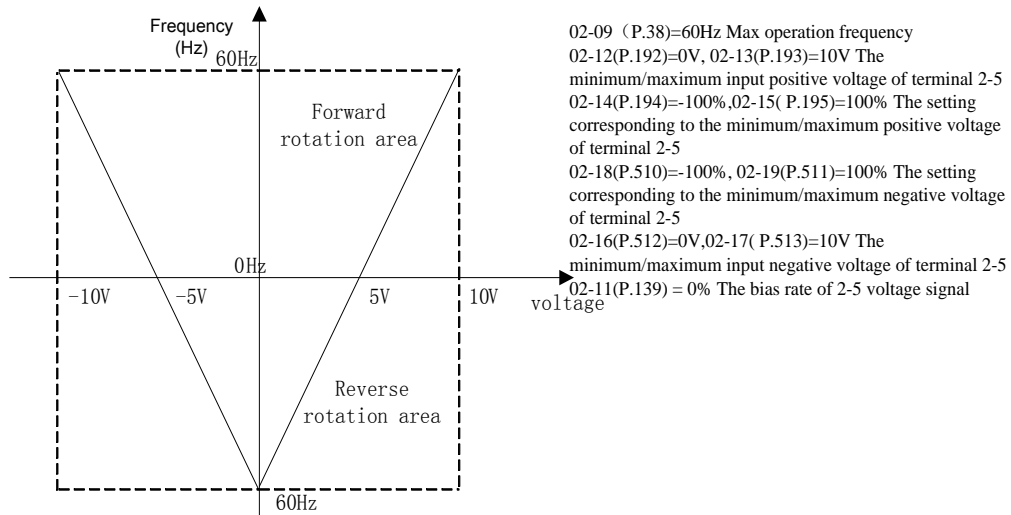 Frequency
(Hz)
60Hz
Forward
rotation area
0Hz
-10V
-5V
5V
10V
voltage
Reverse
rotation area
60Hz
02-09（P.38)=60Hz Max operation frequency
02-12(P.192)=0V, 02-13(P.193)=10V The
minimum/maximum input positive voltage of terminal 2-5
02-14(P.194)=-100%,02-15( P.195)=100% The setting
corresponding to the minimum/maximum positive voltage
of terminal 2-5
02-18(P.510)=-100%, 02-19(P.511)=100% The setting
corresponding to the minimum/maximum negative voltage
of terminal 2-5
02-16(P.512)=0V,02-17( P.513)=10V The
minimum/maximum input negative voltage of terminal 2-5
02-11(P.139) = 0% The bias rate of 2-5 voltage signal